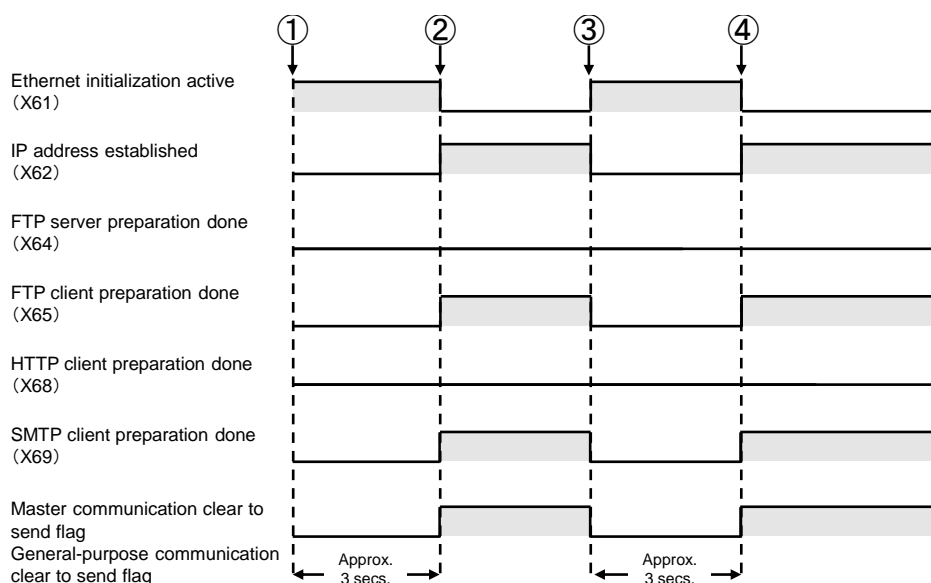 ① ② ③ ④
Ethernet initialization active
（X61）
IP address established
（X62）
FTP server preparation done
（X64）
FTP client preparation done
（X65）
HTTP client preparation done
（X68）
SMTP client preparation done
（X69）
Master communication clear to
send flag
General-purpose communication
clear to send flag
Approx.
3 secs.
Approx.
3 secs.